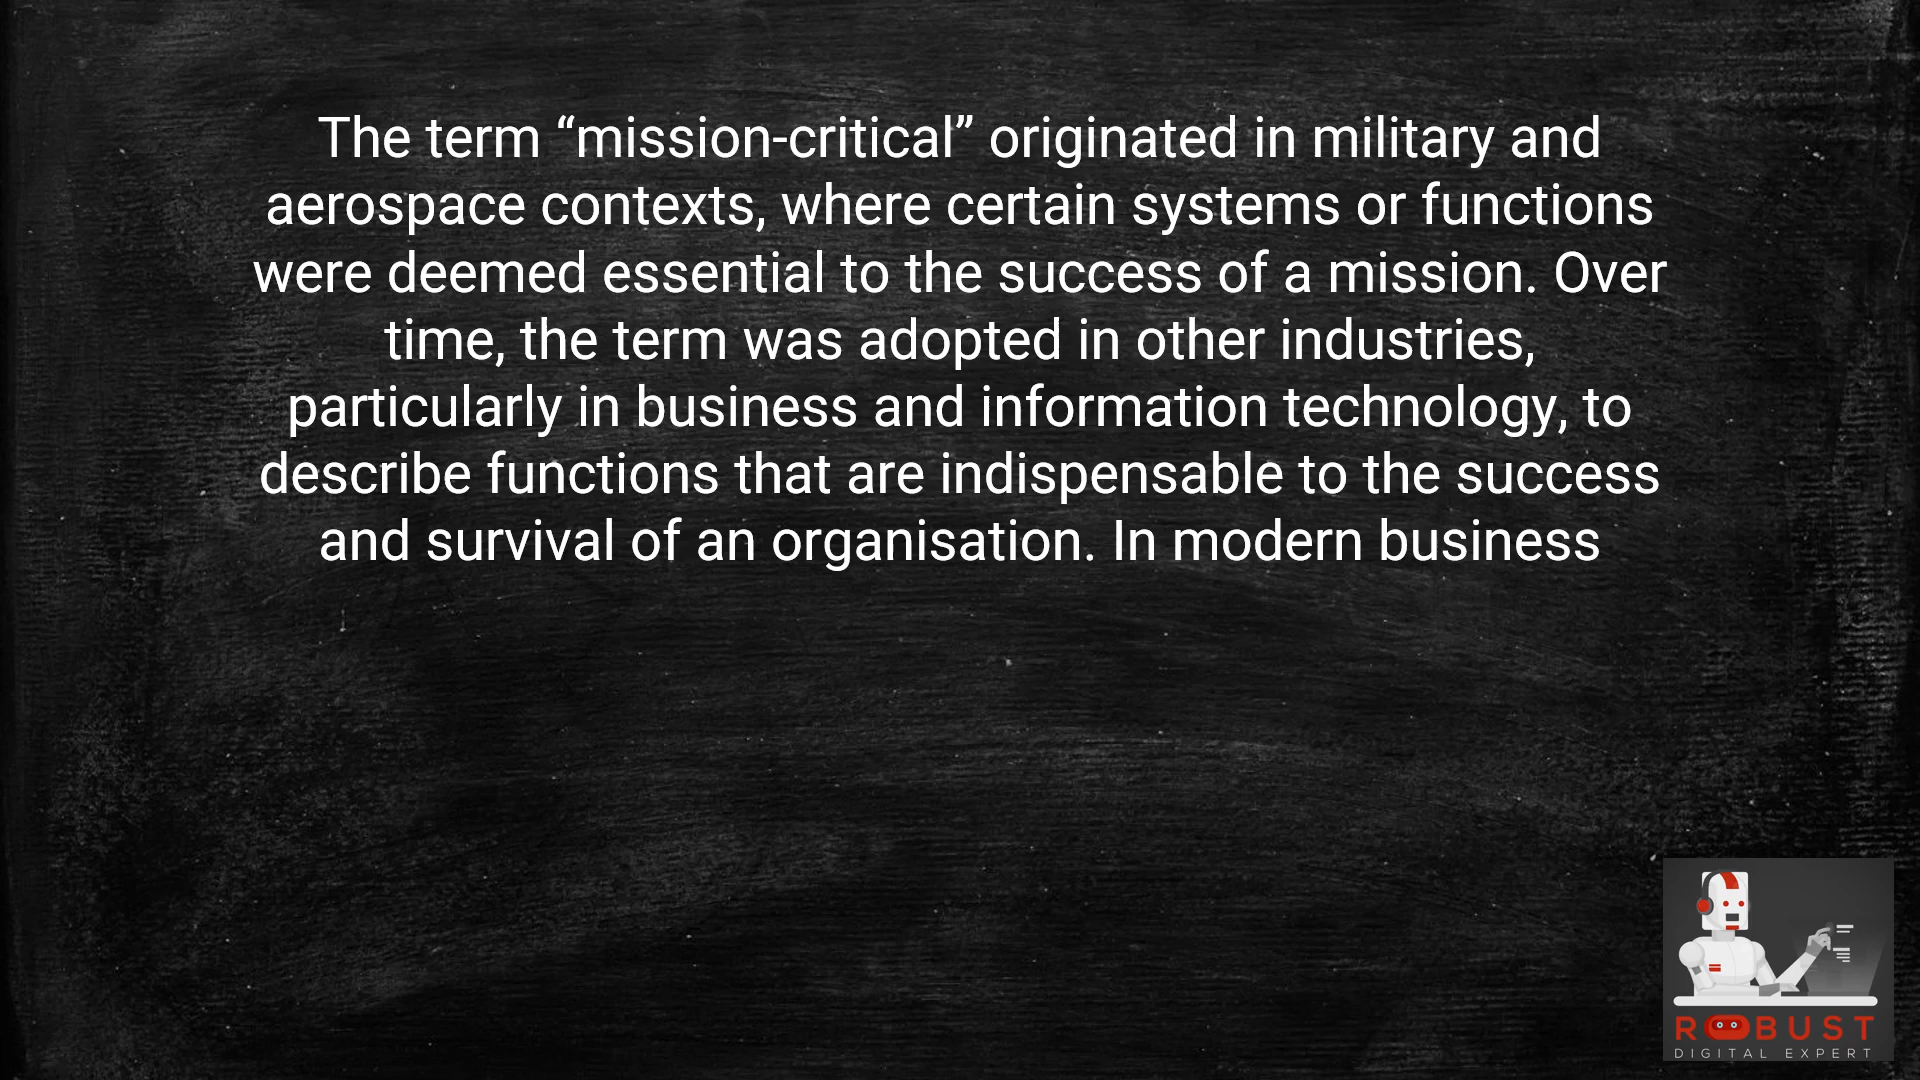 The term “mission-critical” originated in military and
aerospace contexts, where certain systems or functions
were deemed essential to the success of a mission. Over
time, the term was adopted in other industries,
particularly in business and information technology, to
describe functions that are indispensable to the success
and survival of an organisation. In modern business
ROBUST
DIGITAL EXPERT